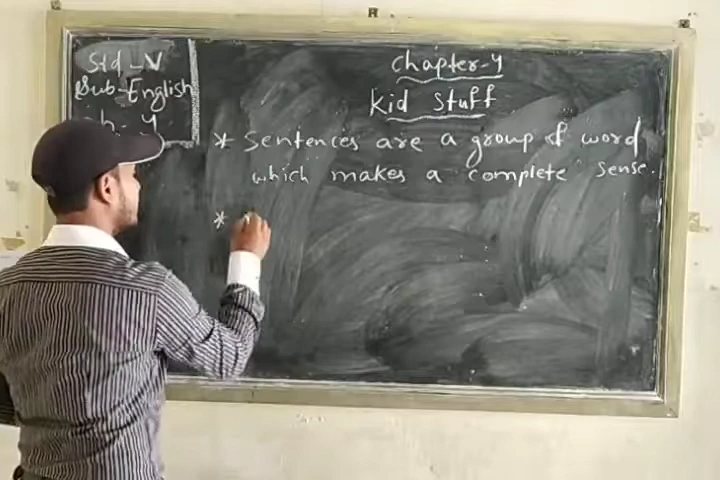 Std - V
Sub - English
Chapter - 4
Kid Stuff
* Sentences are a group of word
which makes a complete sense.
*